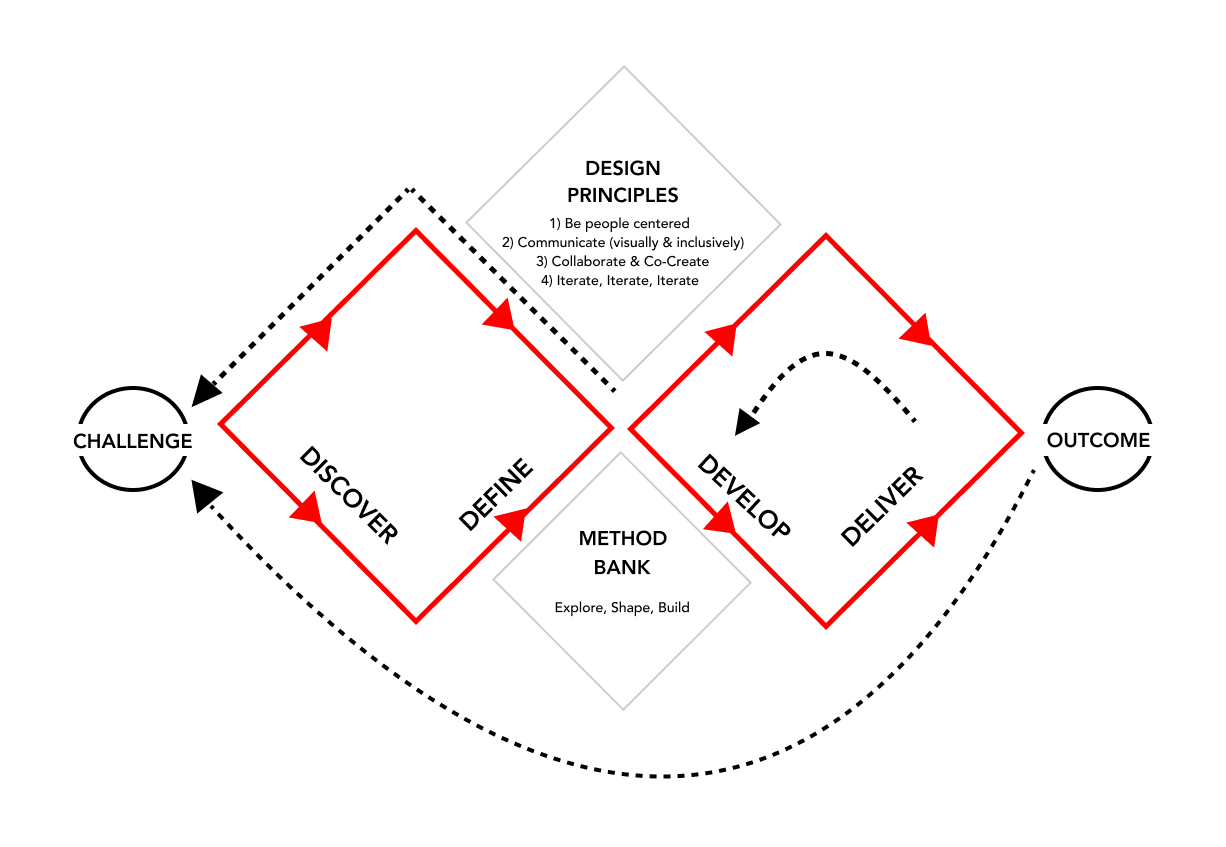 DESIGN
PRINCIPLES
1) Be people centered
2) Communicate (visually & inclusively)
3) Collaborate & Co-Create
4) Iterate, Iterate, Iterate
CHALLENGE
DISCOVER
DEFINE
DEVELOP
DELIVER
OUTCOME
METHOD
BANK
Explore, Shape, Build